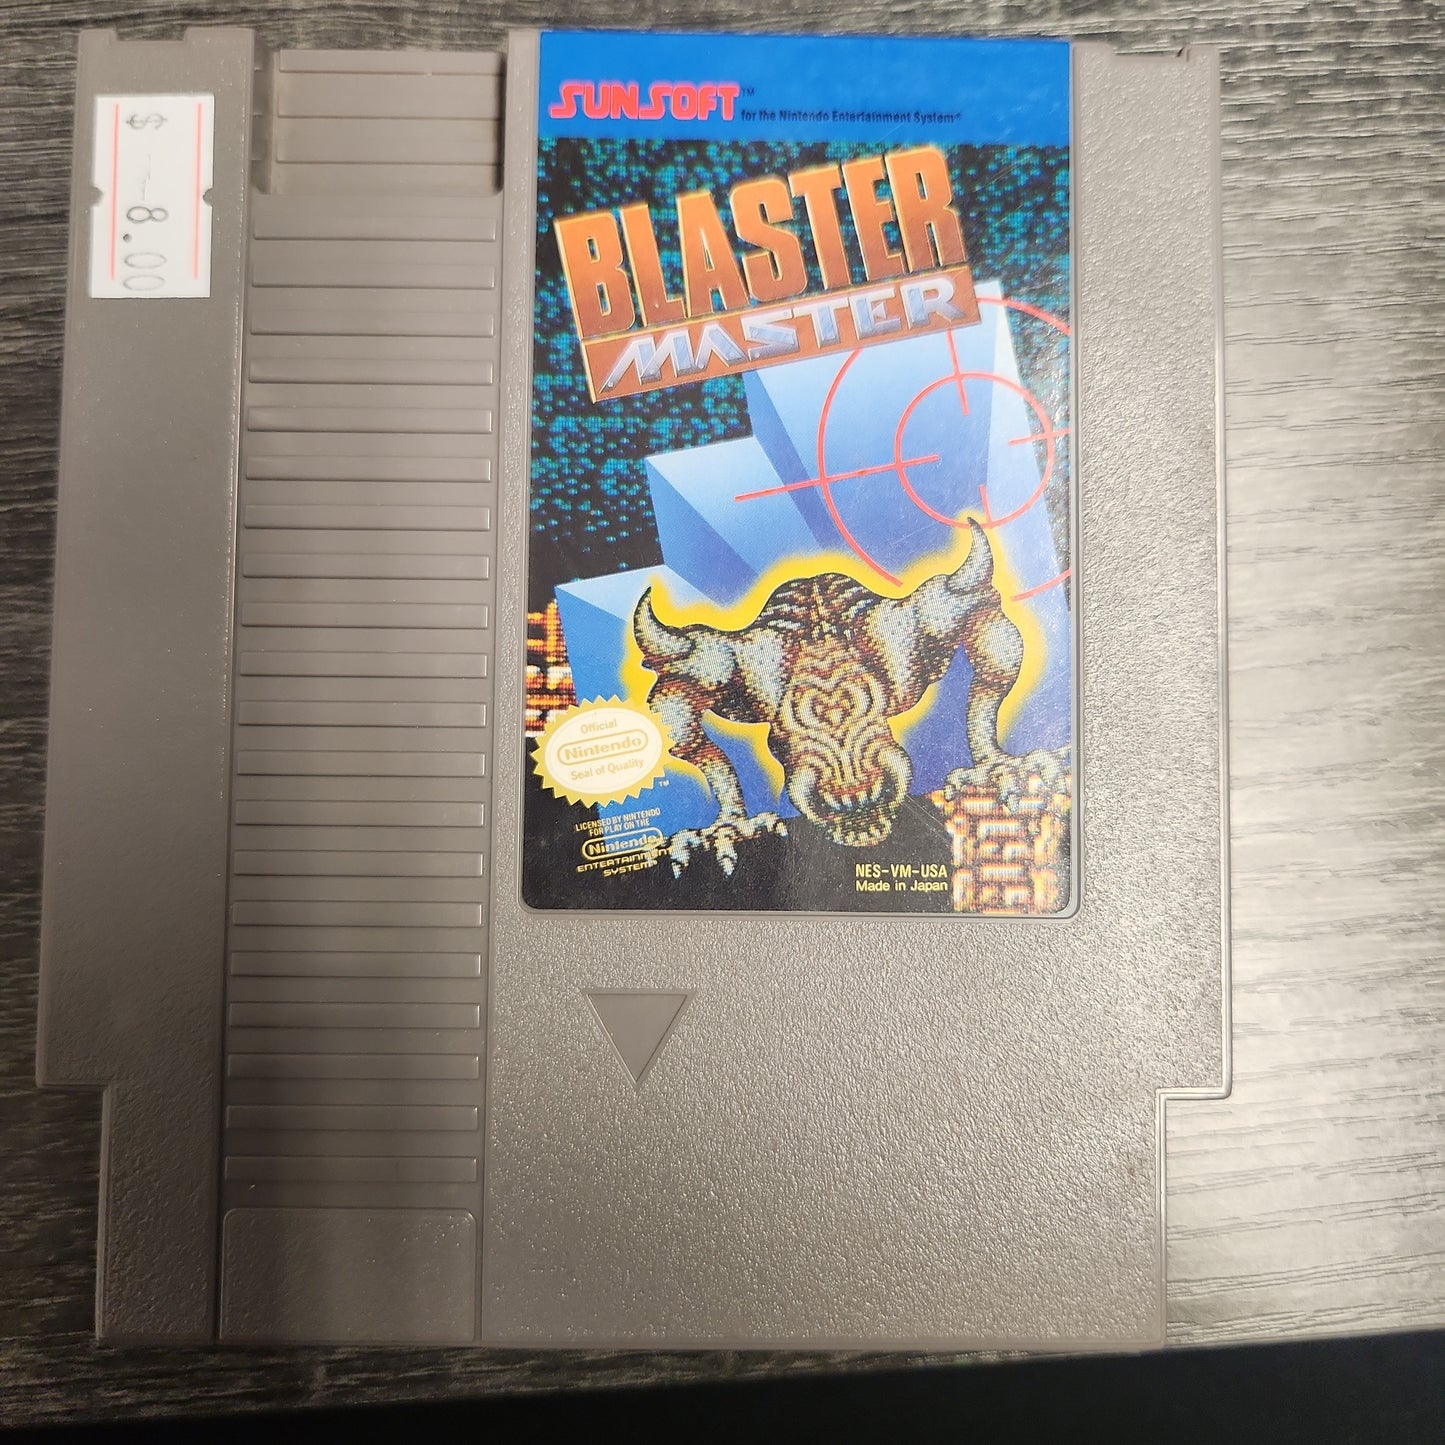 $ --8.00
SUNSOFT™
for the Nintendo Entertainment System®
BLASTER
MASTER
Official
Nintendo
Seal of Quality
TM
LICENSED BY NINTENDO
FOR PLAY ON THE
Nintendo
ENTERTAINMENT
SYSTEM®
NES-VM-USA
Made in Japan